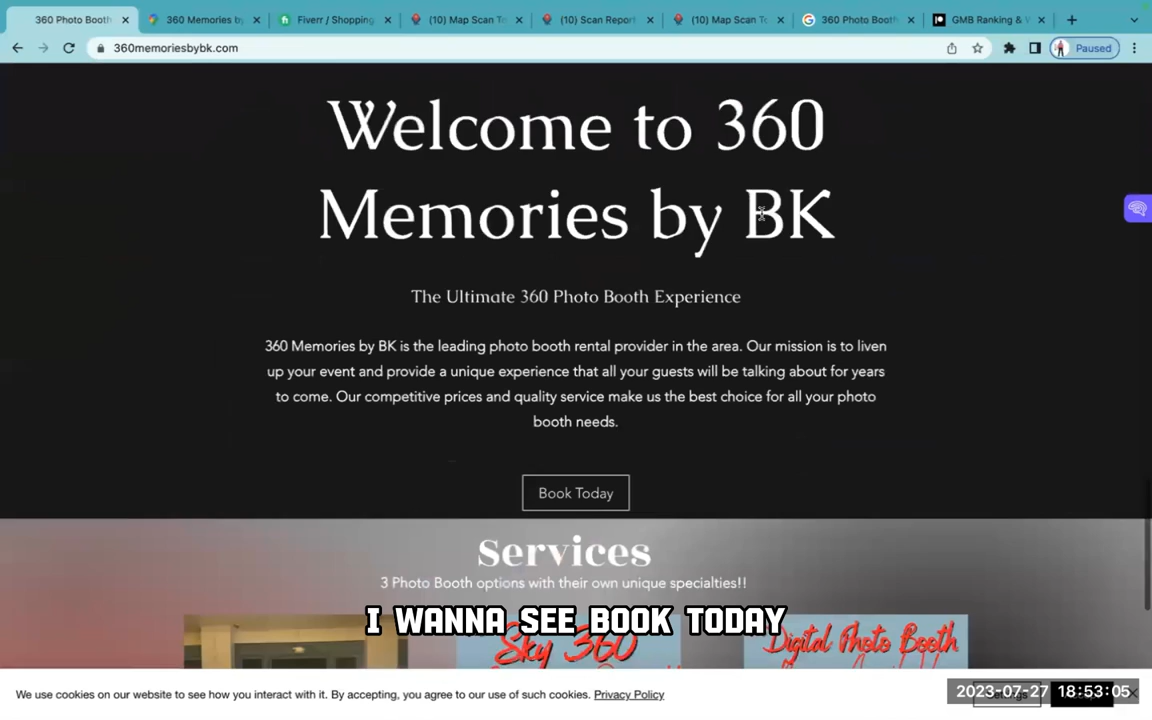 360 Photo Booth
360 Memories by
Fiverr / Shopping
(10) Map Scan To
(10) Scan Report
(10) Map Scan To
360 Photo Booth
GMB Ranking & V
360memoriesbybk.com
Paused
Welcome to 360
Memories by BK
The Ultimate 360 Photo Booth Experience
360 Memories by BK is the leading photo booth rental provider in the area. Our mission is to liven
up your event and provide a unique experience that all your guests will be talking about for years
to come. Our competitive prices and quality service make us the best choice for all your photo
booth needs.
Book Today
Services
3 Photo Booth options with their own unique specialties!!
I WANNA SEE BOOK TODAY
Sky 360
Digital Photo Booth
We use cookies on our website to see how you interact with it. By accepting, you agree to our use of such cookies. Privacy Policy
2023-07-27 18:53:05